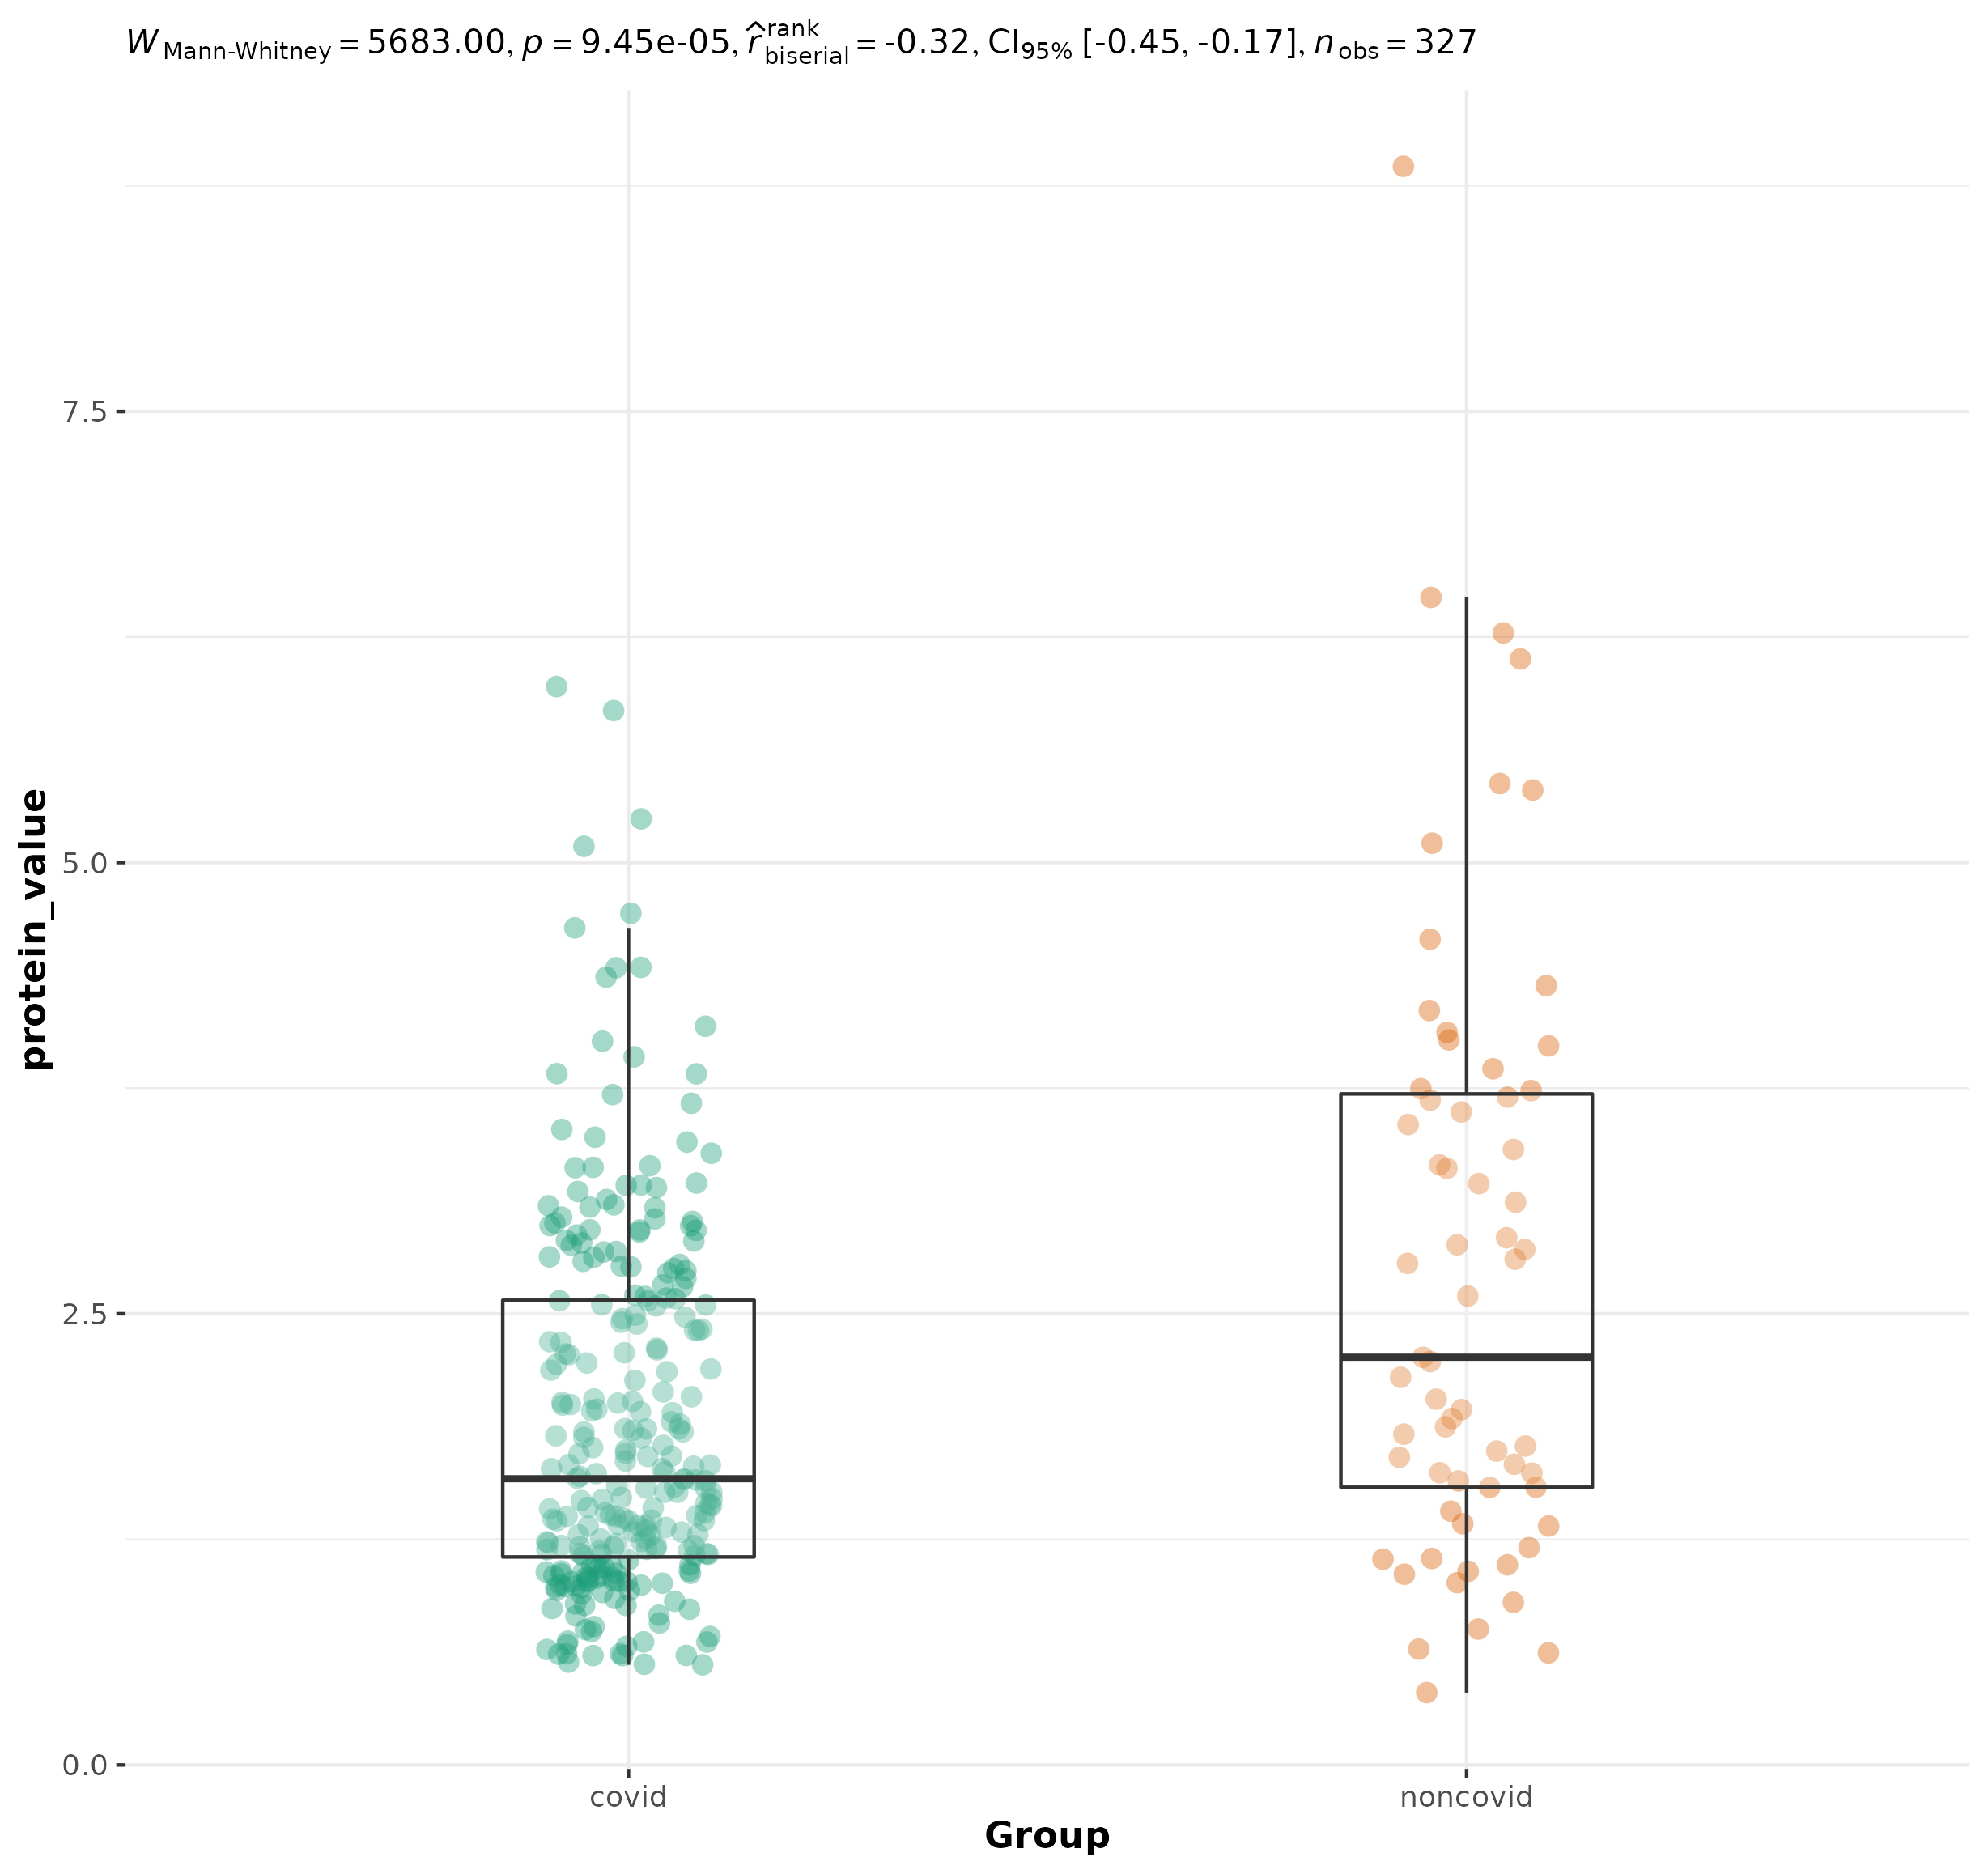 W Mann-Whitney = 5683.00, p = 9.45e-05, r̂ rank biserial = -0.32, CI95% [-0.45, -0.17], n obs = 327
protein_value
7.5
5.0
2.5
0.0
covid noncovid
Group